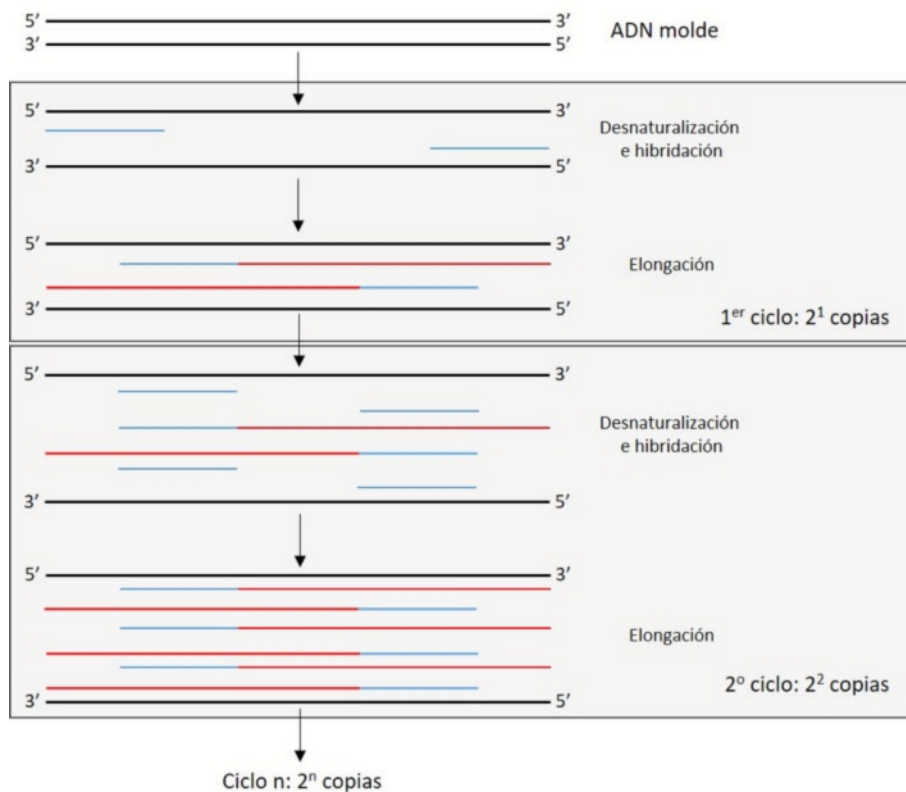 5′ 3′ ADN molde
3′ 5′
5′ 3′
Desnaturalización
e hibridación
3′ 5′
5′ 3′
Elongación
3′ 5′
1er ciclo: 2¹ copias
5′ 3′
Desnaturalización
e hibridación
3′ 5′
5′ 3′
Elongación
2º ciclo: 2² copias
3′ 5′
Ciclo n: 2ⁿ copias